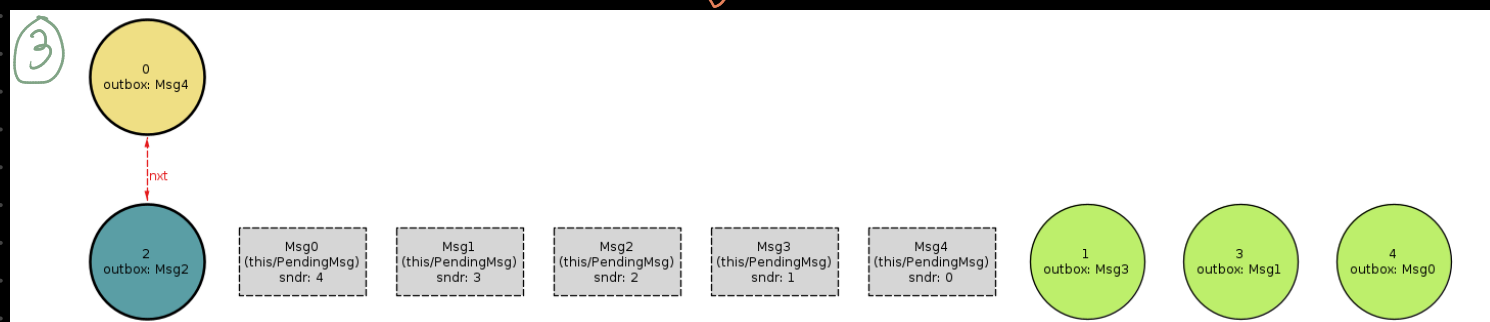 3
0
outbox: Msg4
nxt
2
outbox: Msg2
Msg0
(this/PendingMsg)
sndr: 4
Msg1
(this/PendingMsg)
sndr: 3
Msg2
(this/PendingMsg)
sndr: 2
Msg3
(this/PendingMsg)
sndr: 1
Msg4
(this/PendingMsg)
sndr: 0
1
outbox: Msg3
3
outbox: Msg1
4
outbox: Msg0